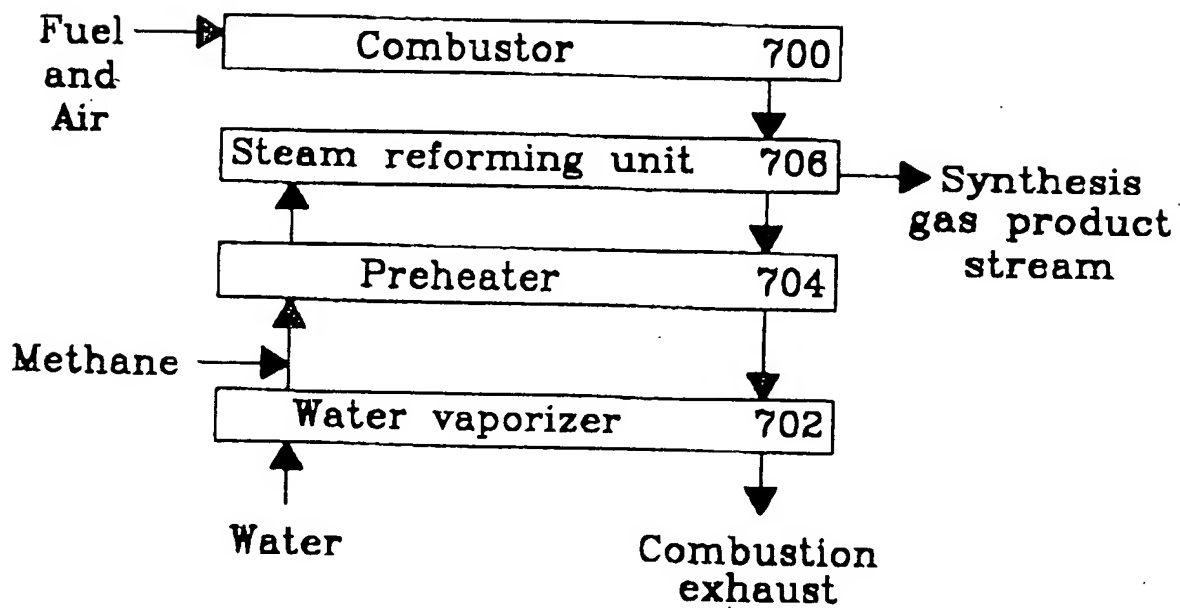 Fuel
and
Air
Combustor 700
Steam reforming unit 706
Synthesis
gas product
stream
Preheater 704
Methane
Water vaporizer 702
Water
Combustion
exhaust